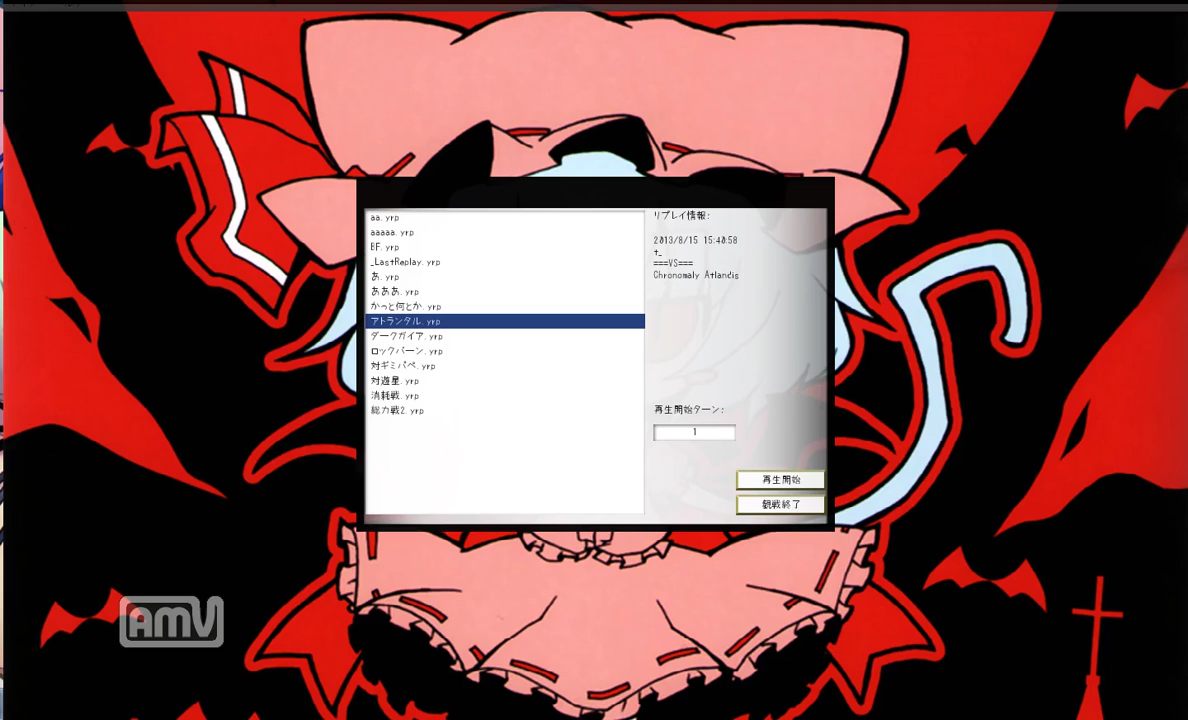 aa.yrp
aaaaa.yrp
BF.yrp
_LastReplay.yrp
あ.yrp
あああ.yrp
かっと何とか.yrp
アトランタル.yrp
ダークガイア.yrp
ロックバーン.yrp
対ギミパペ.yrp
対遊星.yrp
消耗戦.yrp
総力戦2.yrp
リプレイ情報:
2013/8/15 15:40:58
t_
===VS===
Chronomaly Atlandis
再生開始ターン:
1
再生開始
観戦終了
AMV